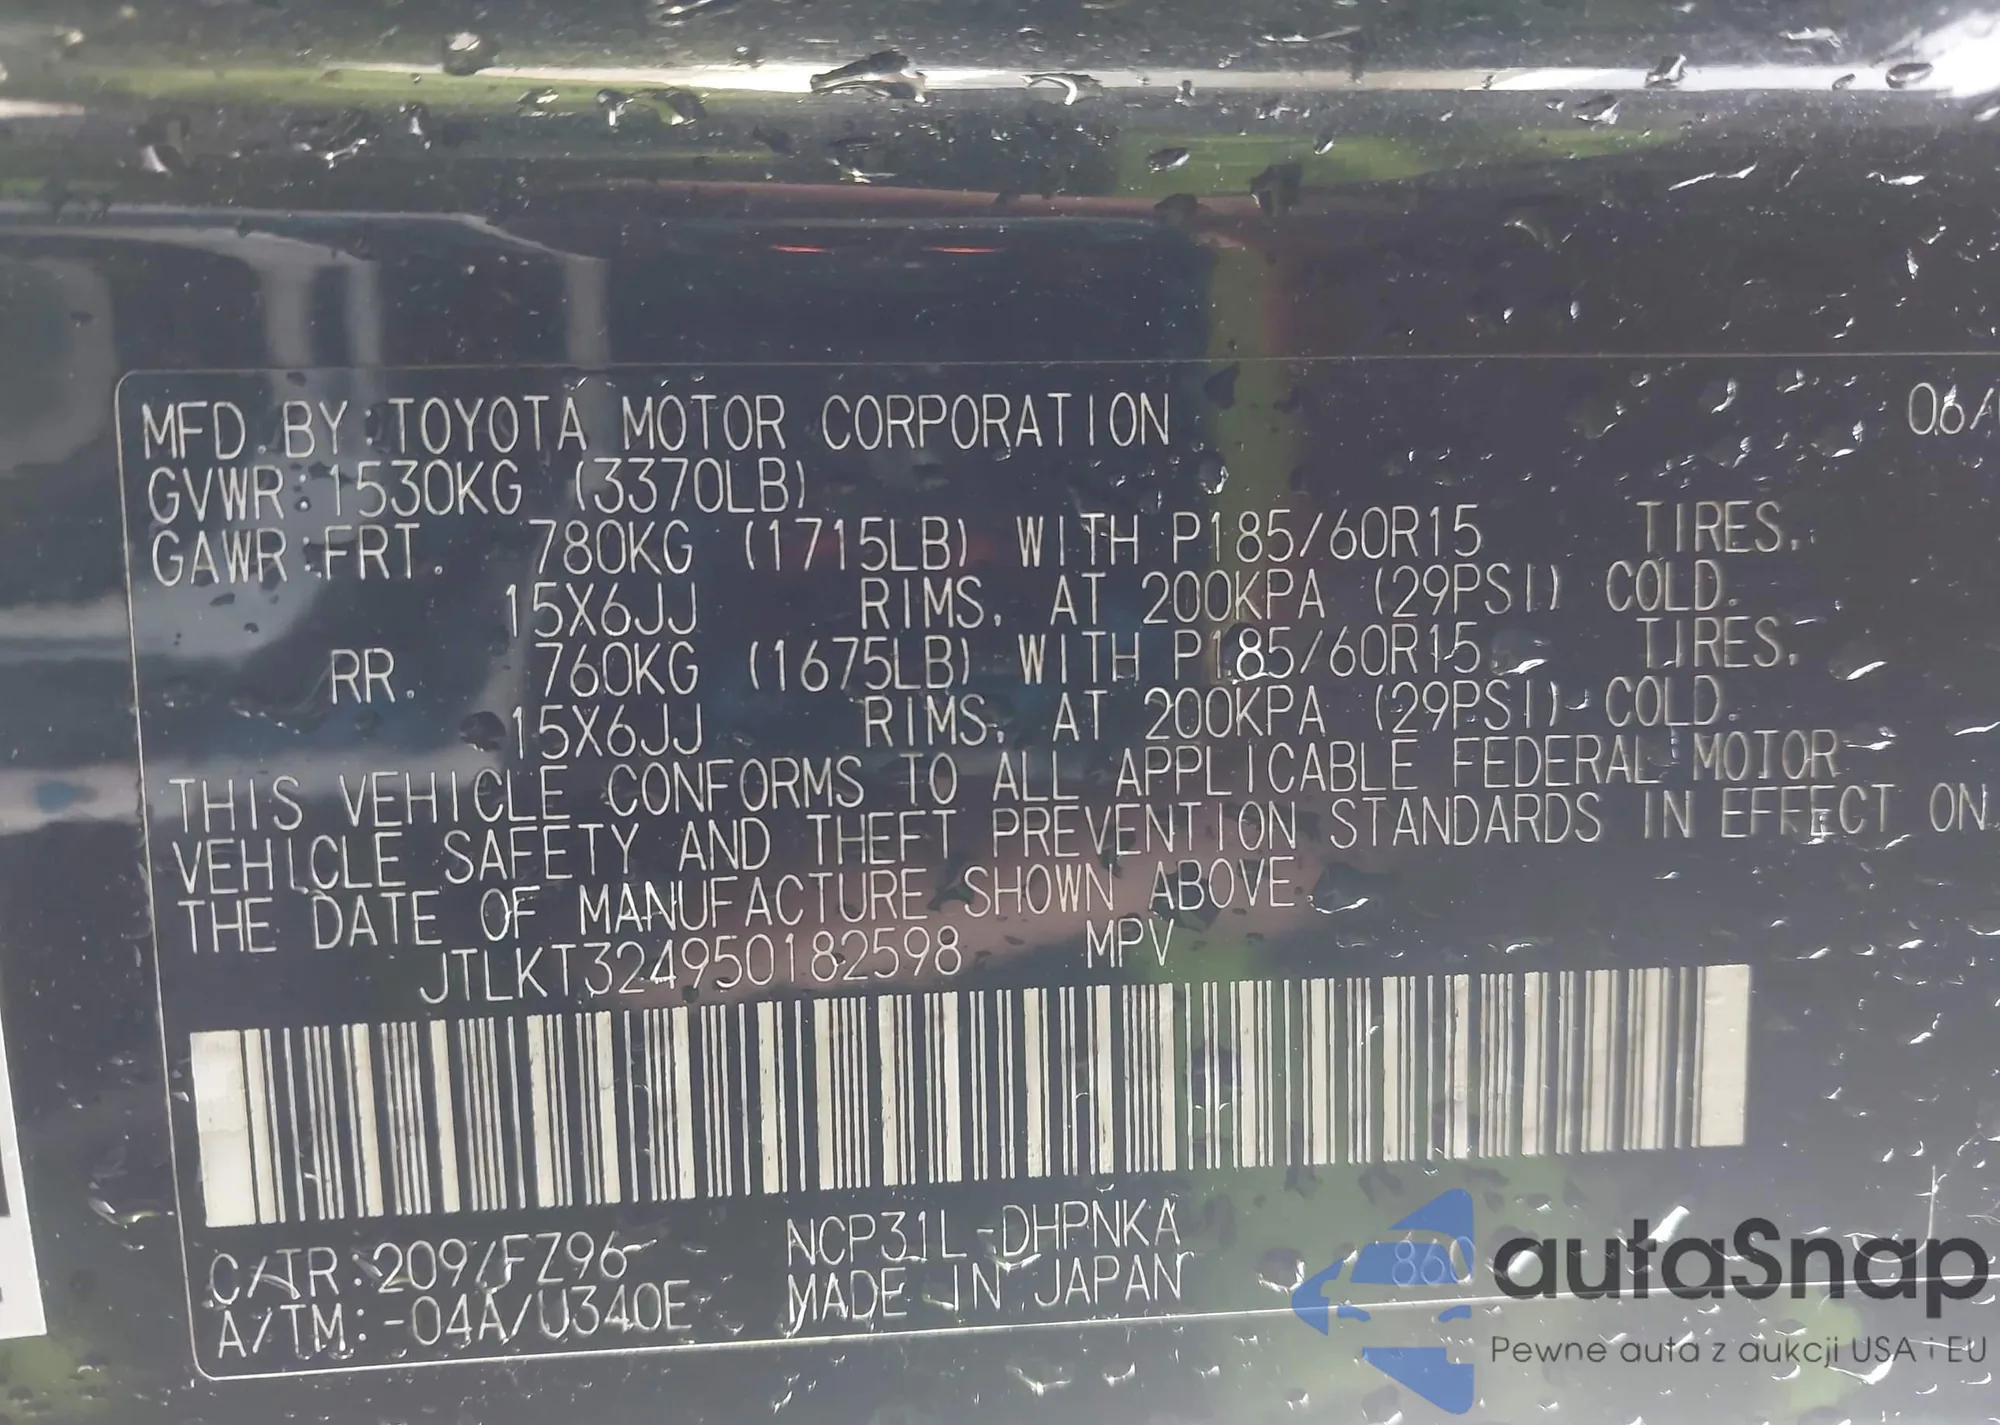 MFD. BY: TOYOTA MOTOR CORPORATION 06/
GVWR: 1530KG (3370LB)
GAWR: FRT. 780KG (1715LB) WITH P185/60R15 TIRES.
15X6JJ RIMS. AT 200KPA (29PSI) COLD.
RR. 760KG (1675LB) WITH P185/60R15 TIRES.
15X6JJ RIMS. AT 200KPA (29PSI) COLD.
THIS VEHICLE CONFORMS TO ALL APPLICABLE FEDERAL MOTOR
VEHICLE SAFETY AND THEFT PREVENTION STANDARDS IN EFFECT ON
THE DATE OF MANUFACTURE SHOWN ABOVE.
JTLKT324950182598 MPV
C/TR: 209/FZ96 NCP31L-DHPNKA 860
A/TM: -04A/U340E MADE IN JAPAN
autaSnap
Pewne auta z aukcji USA i EU